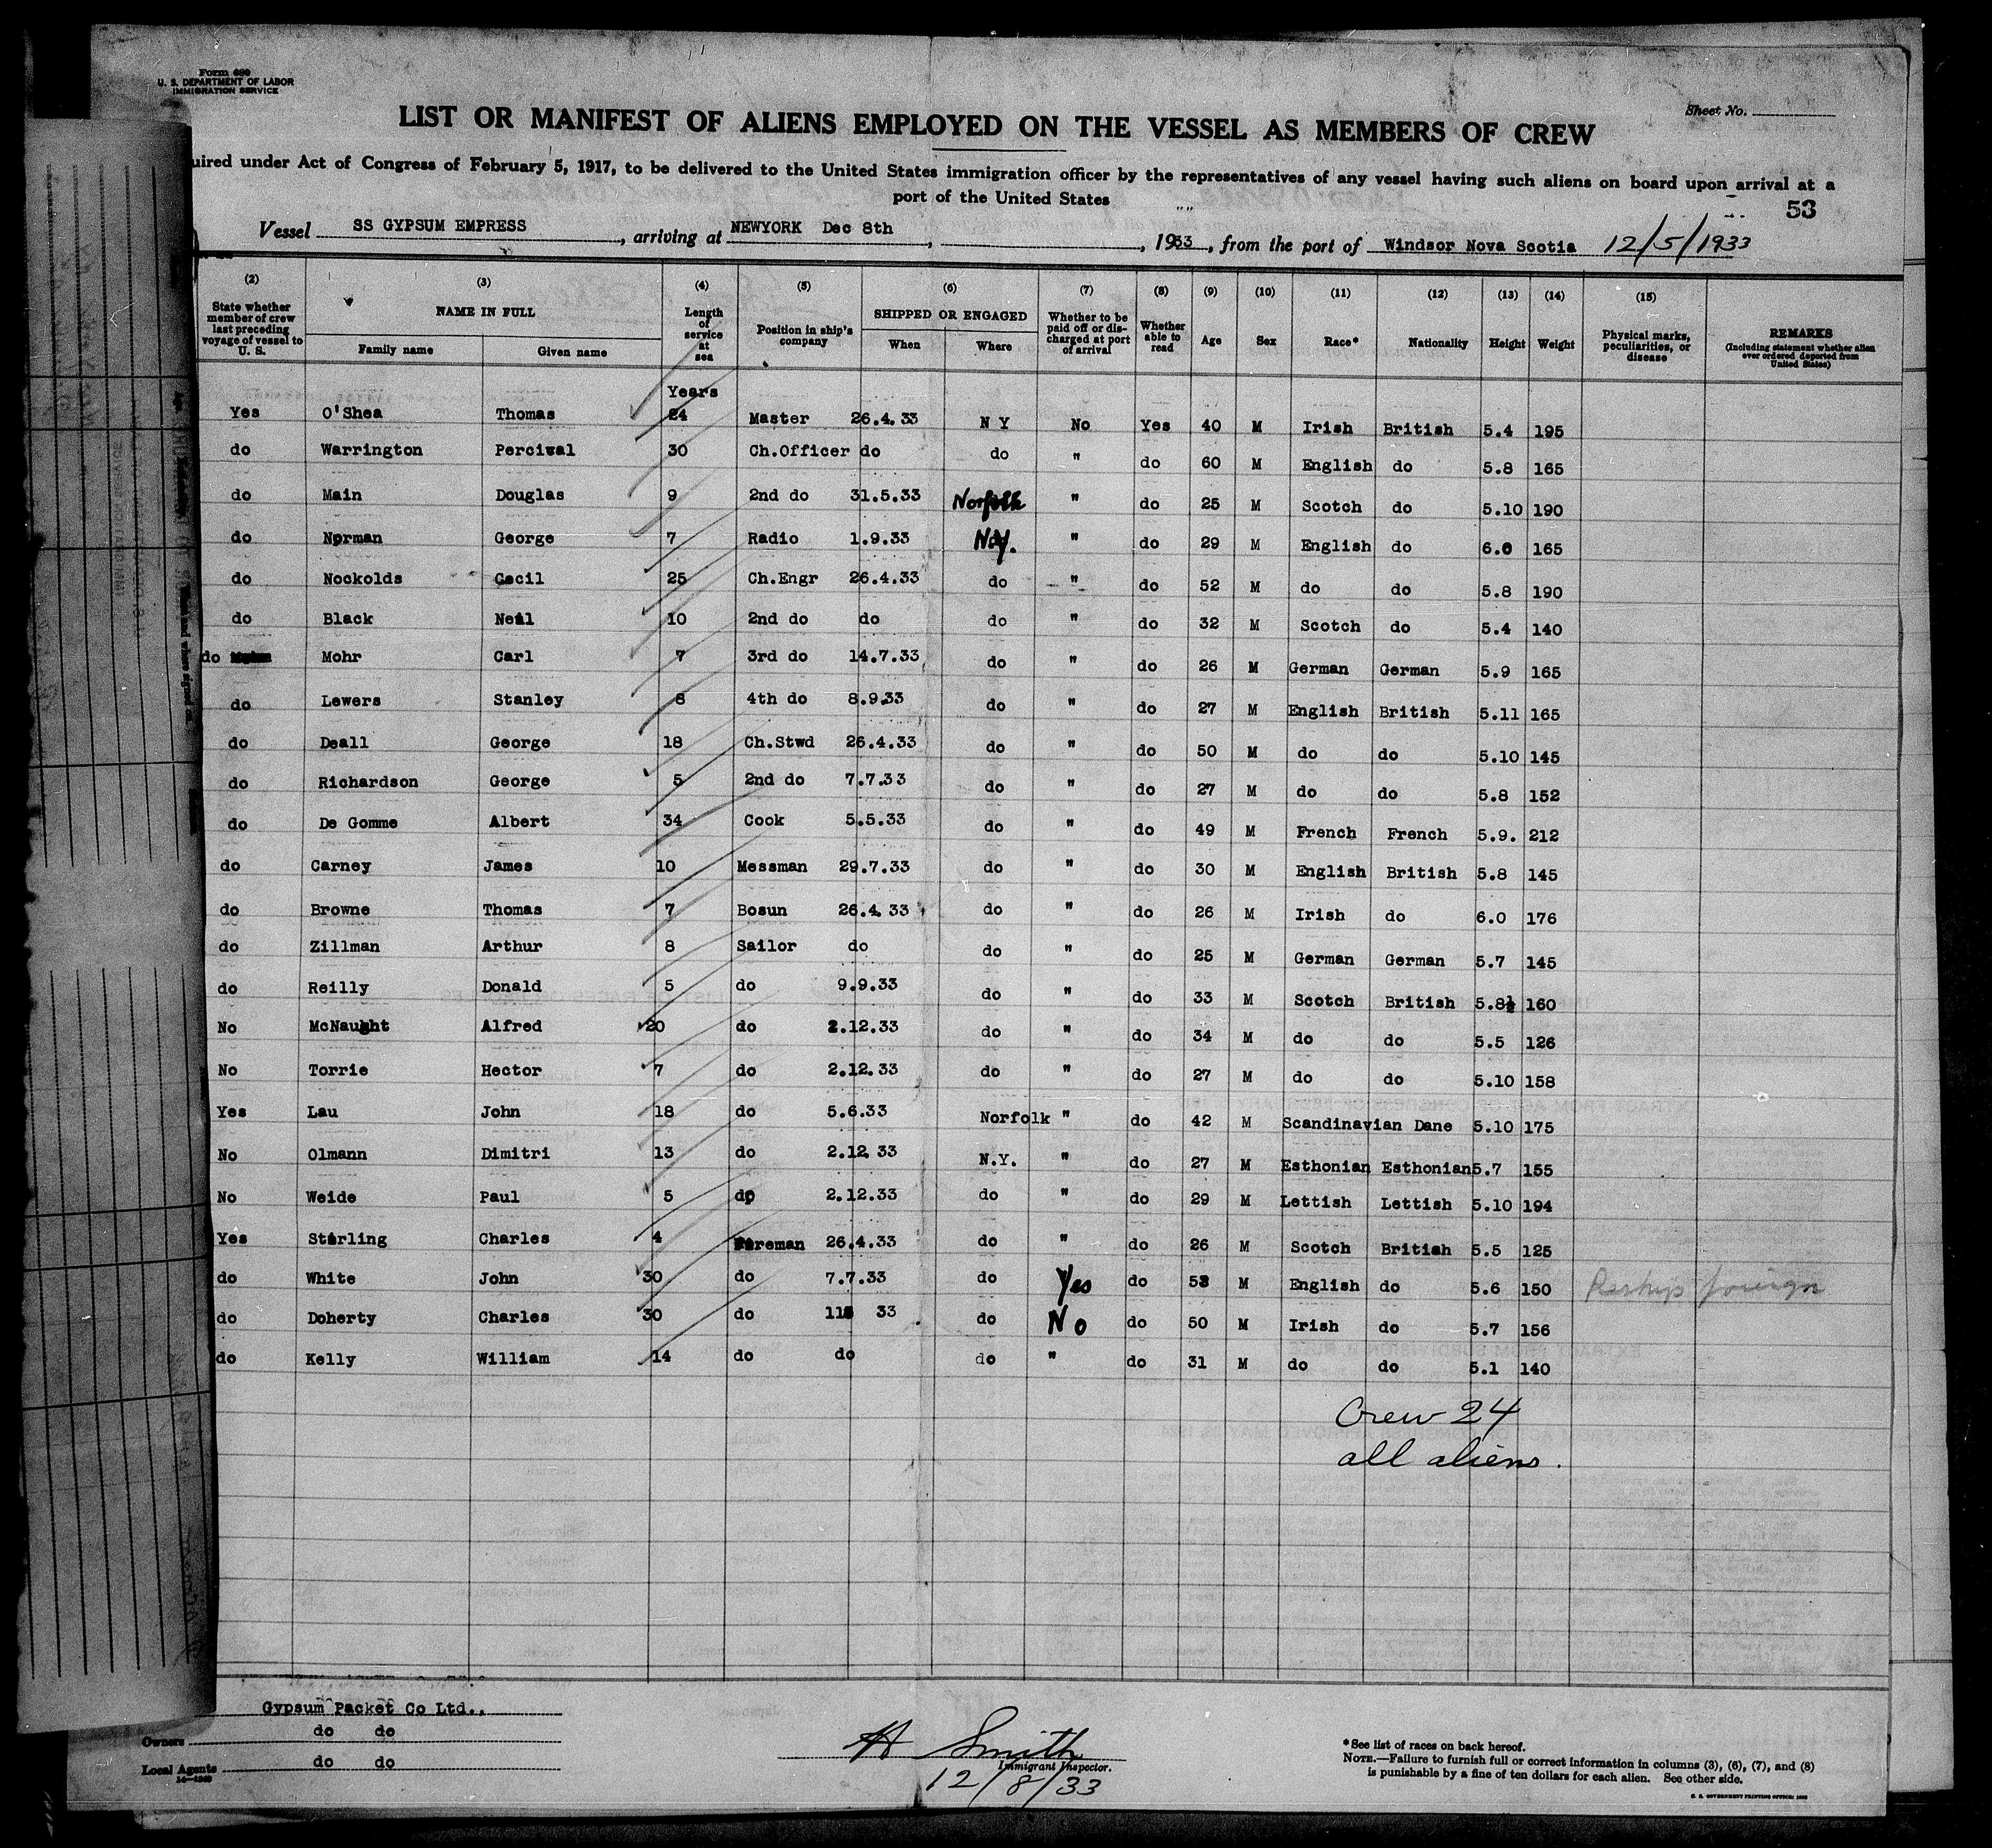 Form 680
U. S. DEPARTMENT OF LABOR
IMMIGRATION SERVICE
Sheet No.
LIST OR MANIFEST OF ALIENS EMPLOYED ON THE VESSEL AS MEMBERS OF CREW
uired under Act of Congress of February 5, 1917, to be delivered to the United States immigration officer by the representatives of any vessel having such aliens on board upon arrival at a
port of the United States
53
Vessel SS GYPSUM EMPRESS, arriving at NEWYORK Dec 8th, 1933, from the port of Windsor Nova Scotia 12/5/1933
(2) (3) (4) (5) (6) (7) (8) (9) (10) (11) (12) (13) (14) (15)
State whether member of crew last preceding voyage of vessel to U. S. NAME IN FULL Family name Given name Length of service at sea Position in ship's company SHIPPED OR ENGAGED When Where Whether to be paid off or discharged at port of arrival Whether able to read Age Sex Race* Nationality Height Weight Physical marks, peculiarities, or disease REMARKS (Including statement whether alien ever ordered deported from United States)
Years
Yes O'Shea Thomas 24 Master 26.4.33 N Y No Yes 40 M Irish British 5.4 195
do Warrington Percival 30 Ch.Officer do do " do 60 M English do 5.8 165
do Main Douglas 9 2nd do 31.5.33 Norfolk " do 25 M Scotch do 5.10 190
do Norman George 7 Radio 1.9.33 N.Y. " do 29 M English do 6.0 165
do Nockolds Cecil 25 Ch.Engr 26.4.33 do " do 52 M do do 5.8 190
do Black Neil 10 2nd do do do " do 32 M Scotch do 5.4 140
do Mohr Carl 7 3rd do 14.7.33 do " do 26 M German German 5.9 165
do Lewers Stanley 8 4th do 8.9.33 do " do 27 M English British 5.11 165
do Deall George 18 Ch.Stwd 26.4.33 do " do 50 M do do 5.10 145
do Richardson George 5 2nd do 7.7.33 do " do 27 M do do 5.8 152
do De Gomme Albert 34 Cook 5.5.33 do " do 49 M French French 5.9. 212
do Carney James 10 Messman 29.7.33 do " do 30 M English British 5.8 145
do Browne Thomas 7 Bosun 26.4.33 do " do 26 M Irish do 6.0 176
do Zillman Arthur 8 Sailor do do " do 25 M German German 5.7 145
do Reilly Donald 5 do 9.9.33 do " do 33 M Scotch British 5.8½ 160
No McNaught Alfred 20 do 2.12.33 do " do 34 M do do 5.5 126
No Torrie Hector 7 do 2.12.33 do " do 27 M do do 5.10 158
Yes Lau John 18 do 5.6.33 Norfolk " do 42 M Scandinavian Dane 5.10 175
No Olmann Dimitri 13 do 2.12.33 N.Y. " do 27 M Esthonian Esthonian 5.7 155
No Weide Paul 5 do 2.12.33 do " do 29 M Lettish Lettish 5.10 194
Yes Stirling Charles 4 Fireman 26.4.33 do " do 26 M Scotch British 5.5 125
do White John 30 do 7.7.33 do Yes do 53 M English do 5.6 150 Reships foreign
do Doherty Charles 30 do 33 do No do 50 M Irish do 5.7 156
do Kelly William 14 do do do " do 31 M do do 5.1 140
Crew 24
all aliens.
Gypsum Packet Co Ltd.,
Owners do do
Local Agents do do
H Smith
Immigrant Inspector.
12/8/33
*See list of races on back hereof.
NOTE.—Failure to furnish full or correct information in columns (3), (6), (7), and (8)
is punishable by a fine of ten dollars for each alien. See other side.